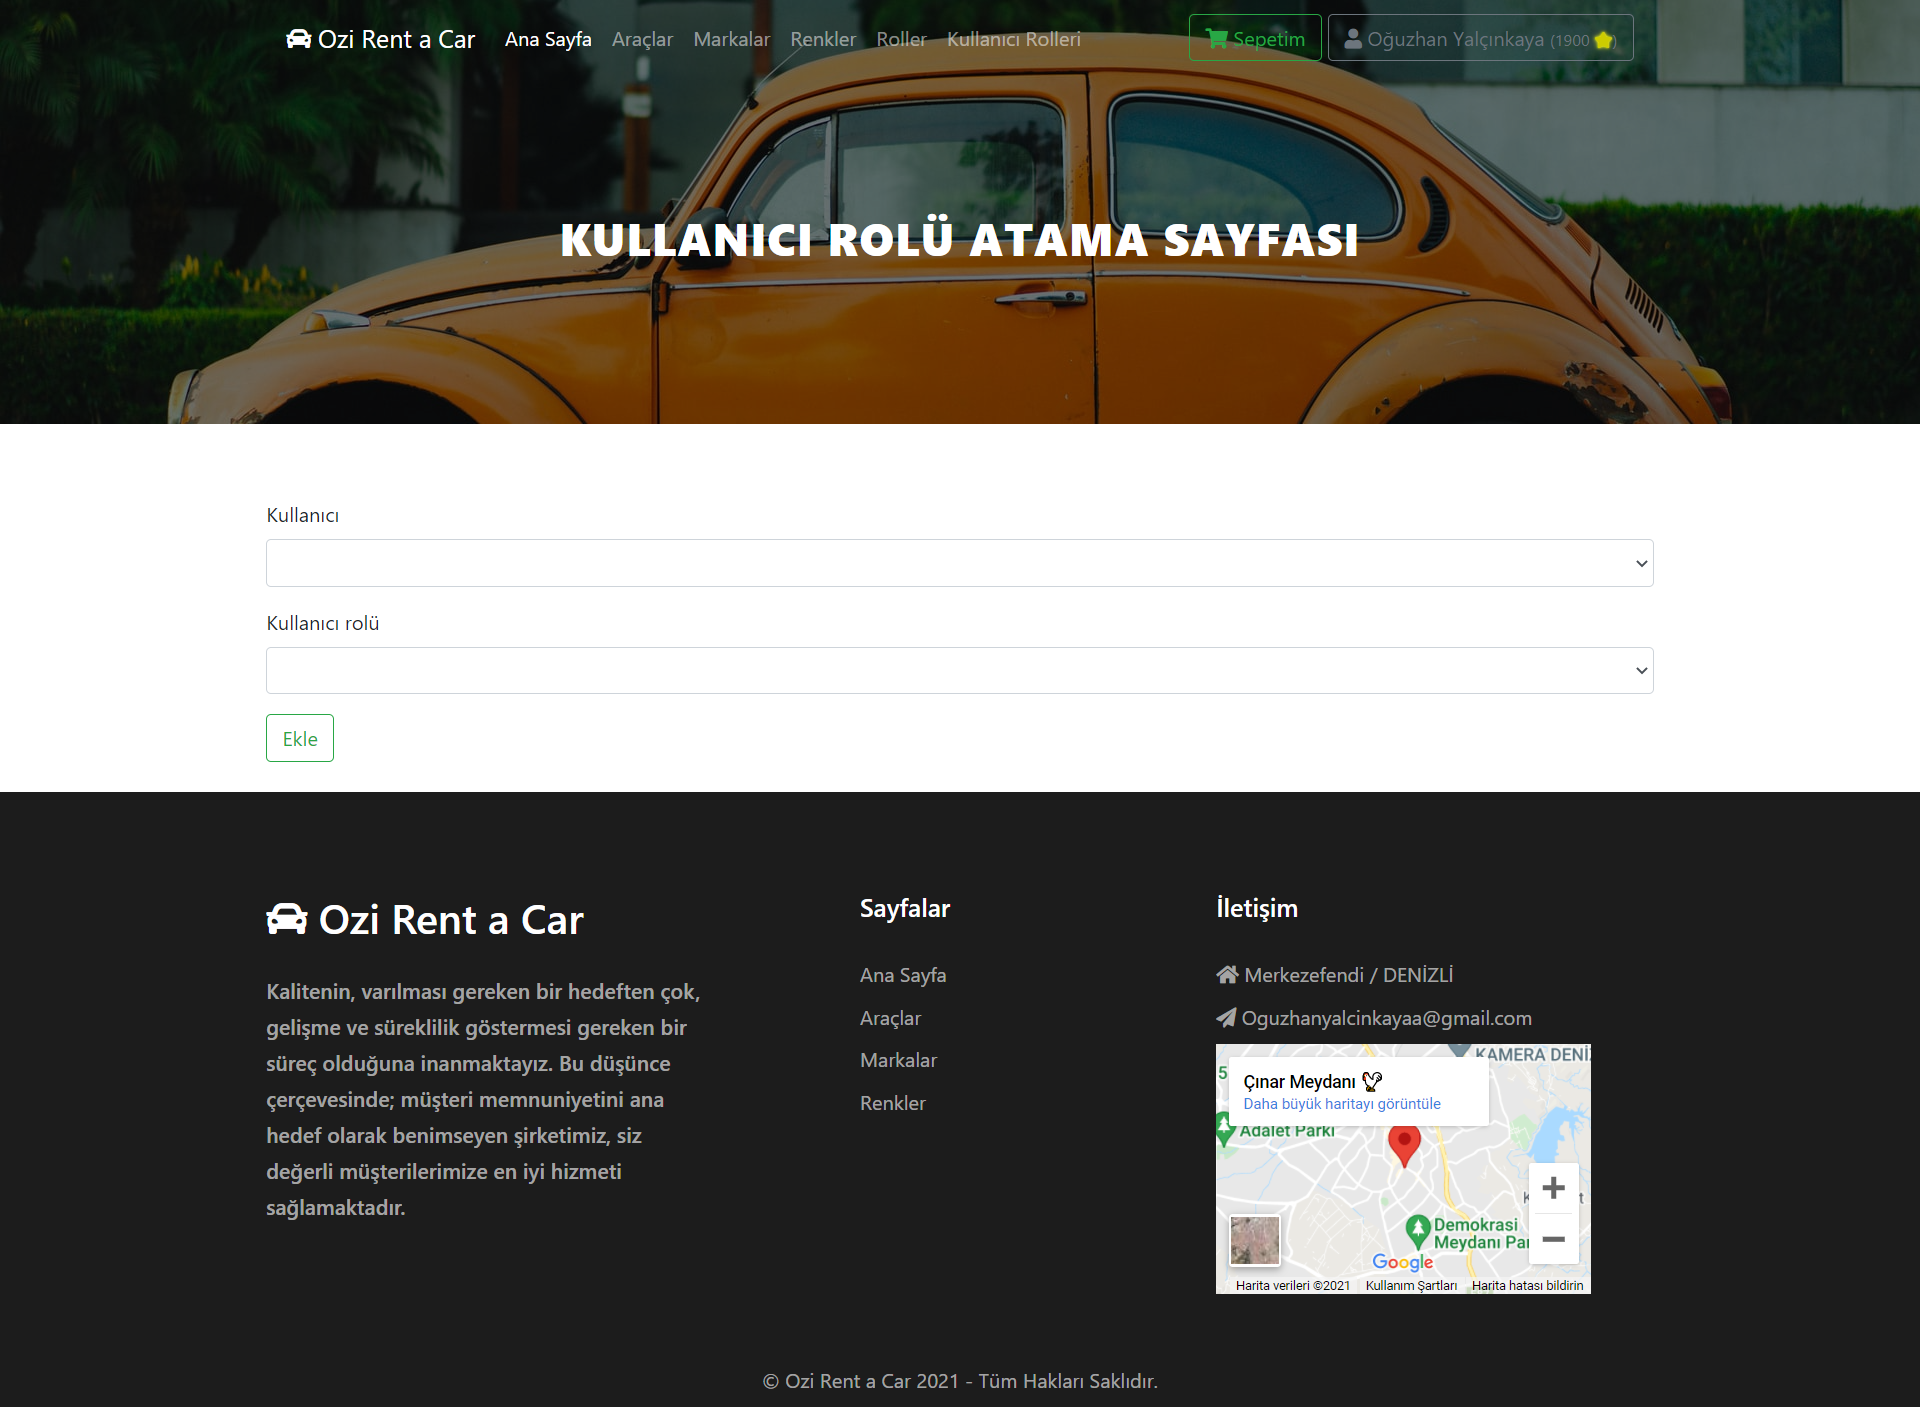 Ozi Rent a Car Ana Sayfa Araçlar Markalar Renkler Roller Kullanıcı Rolleri Sepetim Oğuzhan Yalçınkaya (1900 )
KULLANICI ROLÜ ATAMA SAYFASI
Kullanıcı
Kullanıcı rolü
Ekle
Ozi Rent a Car
Kalitenin, varılması gereken bir hedeften çok,
gelişme ve süreklilik göstermesi gereken bir
süreç olduğuna inanmaktayız. Bu düşünce
çerçevesinde; müşteri memnuniyetini ana
hedef olarak benimseyen şirketimiz, siz
değerli müşterilerimize en iyi hizmeti
sağlamaktadır.
Sayfalar
Ana Sayfa
Araçlar
Markalar
Renkler
İletişim
Merkezefendi / DENİZLİ
Oguzhanyalcinkayaa@gmail.com
KAMERA DENİZ
5
Çınar Meydanı
Daha büyük haritayı görüntüle
Adalet Parkı
Demokrasi
Meydanı Par
Google
Harita verileri ©2021 Kullanım Şartları Harita hatası bildirin
© Ozi Rent a Car 2021 - Tüm Hakları Saklıdır.